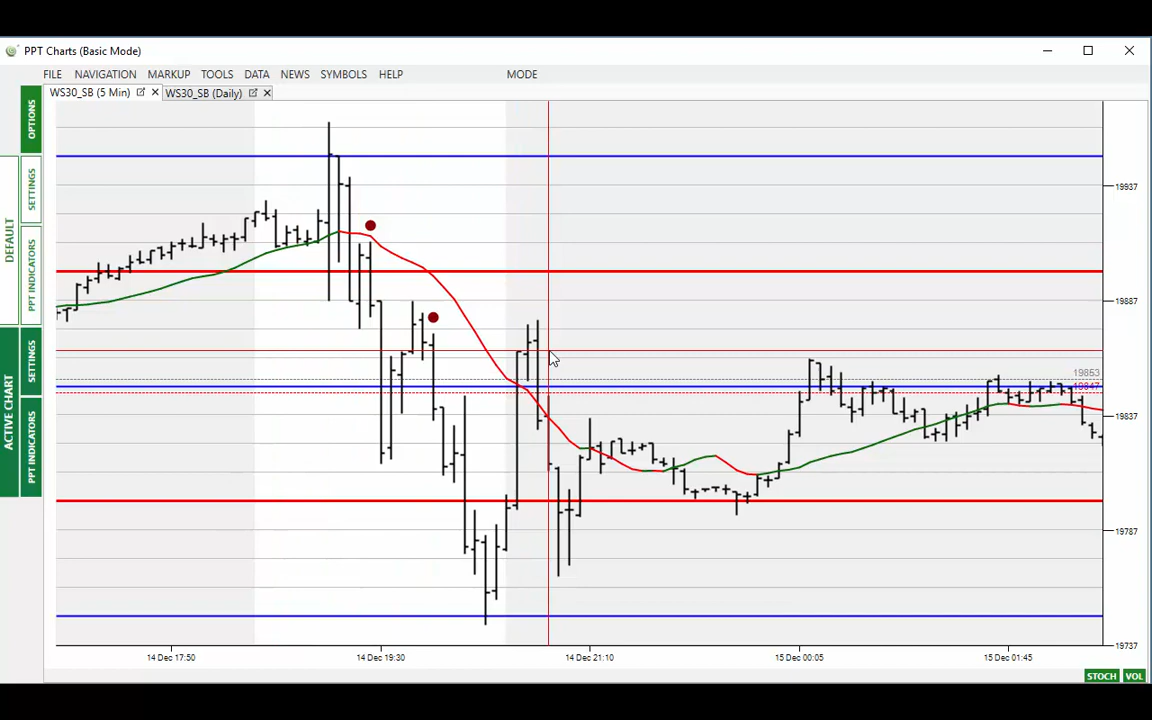 PPT Charts (Basic Mode)
FILE NAVIGATION MARKUP TOOLS DATA NEWS SYMBOLS HELP MODE
WS30_SB (5 Min) WS30_SB (Daily)
OPTIONS
DEFAULT
SETTINGS
PPT INDICATORS
ACTIVE CHART
SETTINGS
PPT INDICATORS
19937
19887
19853
19847
19837
19787
19737
14 Dec 17:50 14 Dec 19:30 14 Dec 21:10 15 Dec 00:05 15 Dec 01:45
STOCH VOL